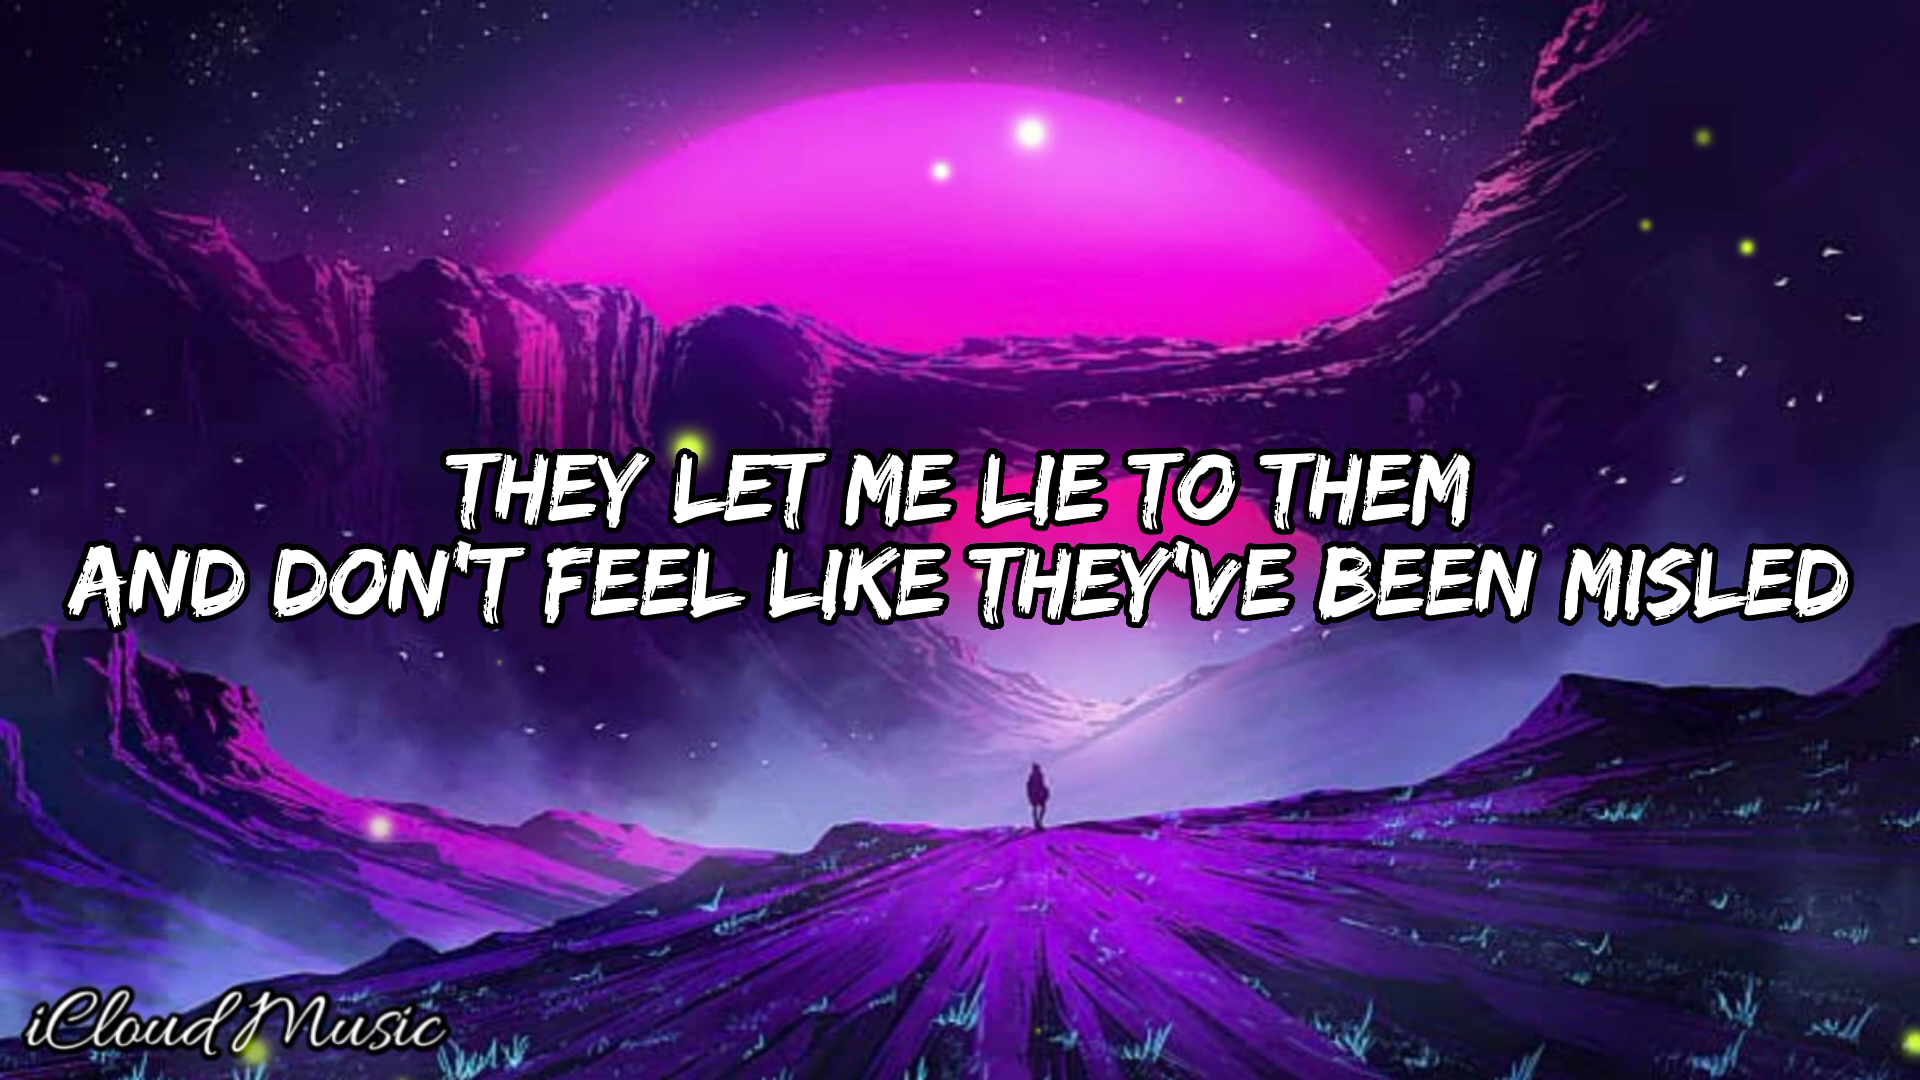 THEY LET ME LIE TO THEM
AND DON'T FEEL LIKE THEY'VE BEEN MISLED
iCloud Music